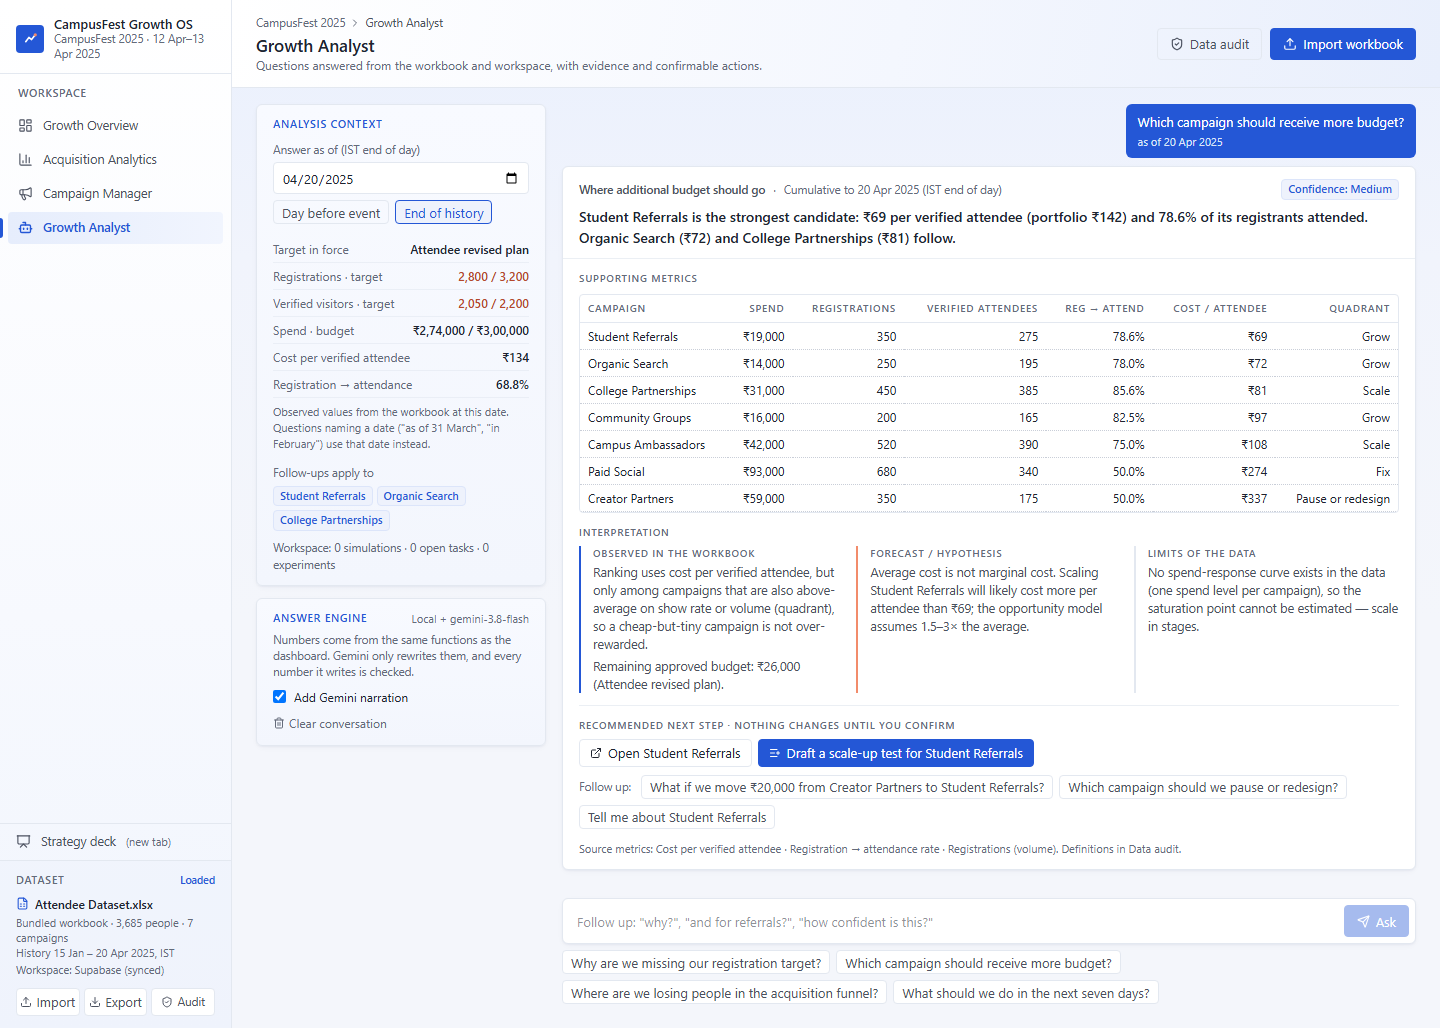 CampusFest Growth OS
CampusFest 2025 · 12 Apr–13
Apr 2025
WORKSPACE
Growth Overview
Acquisition Analytics
Campaign Manager
Growth Analyst
Strategy deck (new tab)
DATASET Loaded
Attendee Dataset.xlsx
Bundled workbook · 3,685 people · 7
campaigns
History 15 Jan – 20 Apr 2025, IST
Workspace: Supabase (synced)
Import Export Audit
CampusFest 2025 > Growth Analyst
Growth Analyst
Questions answered from the workbook and workspace, with evidence and confirmable actions.
Data audit Import workbook
ANALYSIS CONTEXT
Answer as of (IST end of day)
04/20/2025
Day before event End of history
Target in force Attendee revised plan
Registrations · target 2,800 / 3,200
Verified visitors · target 2,050 / 2,200
Spend · budget ₹2,74,000 / ₹3,00,000
Cost per verified attendee ₹134
Registration → attendance 68.8%
Observed values from the workbook at this date.
Questions naming a date ("as of 31 March", "in
February") use that date instead.
Follow-ups apply to
Student Referrals Organic Search
College Partnerships
Workspace: 0 simulations · 0 open tasks · 0
experiments
ANSWER ENGINE Local + gemini-3.8-flash
Numbers come from the same functions as the
dashboard. Gemini only rewrites them, and every
number it writes is checked.
Add Gemini narration
Clear conversation
Which campaign should receive more budget?
as of 20 Apr 2025
Where additional budget should go · Cumulative to 20 Apr 2025 (IST end of day) Confidence: Medium
Student Referrals is the strongest candidate: ₹69 per verified attendee (portfolio ₹142) and 78.6% of its registrants attended.
Organic Search (₹72) and College Partnerships (₹81) follow.
SUPPORTING METRICS
CAMPAIGN SPEND REGISTRATIONS VERIFIED ATTENDEES REG → ATTEND COST / ATTENDEE QUADRANT
Student Referrals ₹19,000 350 275 78.6% ₹69 Grow
Organic Search ₹14,000 250 195 78.0% ₹72 Grow
College Partnerships ₹31,000 450 385 85.6% ₹81 Scale
Community Groups ₹16,000 200 165 82.5% ₹97 Grow
Campus Ambassadors ₹42,000 520 390 75.0% ₹108 Scale
Paid Social ₹93,000 680 340 50.0% ₹274 Fix
Creator Partners ₹59,000 350 175 50.0% ₹337 Pause or redesign
INTERPRETATION
OBSERVED IN THE WORKBOOK
Ranking uses cost per verified attendee, but
only among campaigns that are also above-
average on show rate or volume (quadrant),
so a cheap-but-tiny campaign is not over-
rewarded.
Remaining approved budget: ₹26,000
(Attendee revised plan).
FORECAST / HYPOTHESIS
Average cost is not marginal cost. Scaling
Student Referrals will likely cost more per
attendee than ₹69; the opportunity model
assumes 1.5–3× the average.
LIMITS OF THE DATA
No spend-response curve exists in the data
(one spend level per campaign), so the
saturation point cannot be estimated — scale
in stages.
RECOMMENDED NEXT STEP · NOTHING CHANGES UNTIL YOU CONFIRM
Open Student Referrals Draft a scale-up test for Student Referrals
Follow up: What if we move ₹20,000 from Creator Partners to Student Referrals? Which campaign should we pause or redesign?
Tell me about Student Referrals
Source metrics: Cost per verified attendee · Registration → attendance rate · Registrations (volume). Definitions in Data audit.
Follow up: "why?", "and for referrals?", "how confident is this?" Ask
Why are we missing our registration target? Which campaign should receive more budget?
Where are we losing people in the acquisition funnel? What should we do in the next seven days?